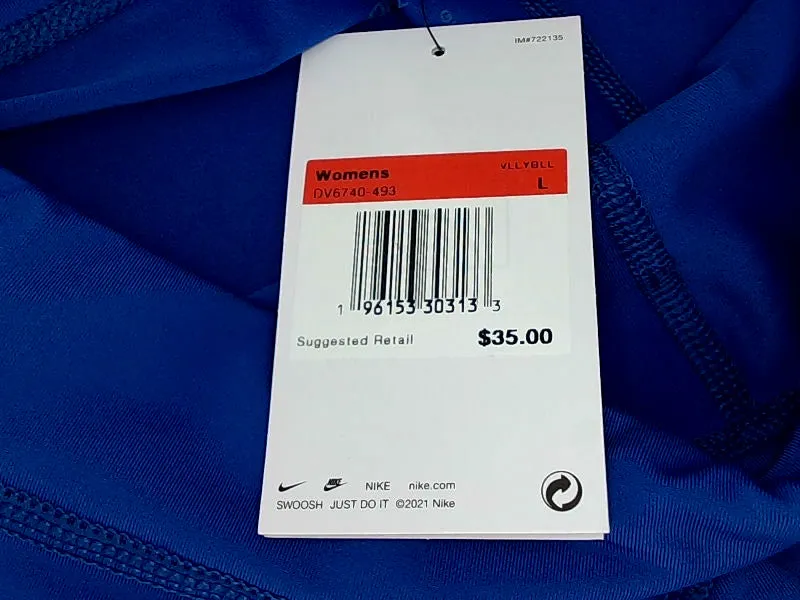 IM#722135
Womens VLLYBLL
DV6740-493 L
1 96153 30313 3
Suggested Retail $35.00
NIKE nike.com
SWOOSH JUST DO IT ©2021 Nike